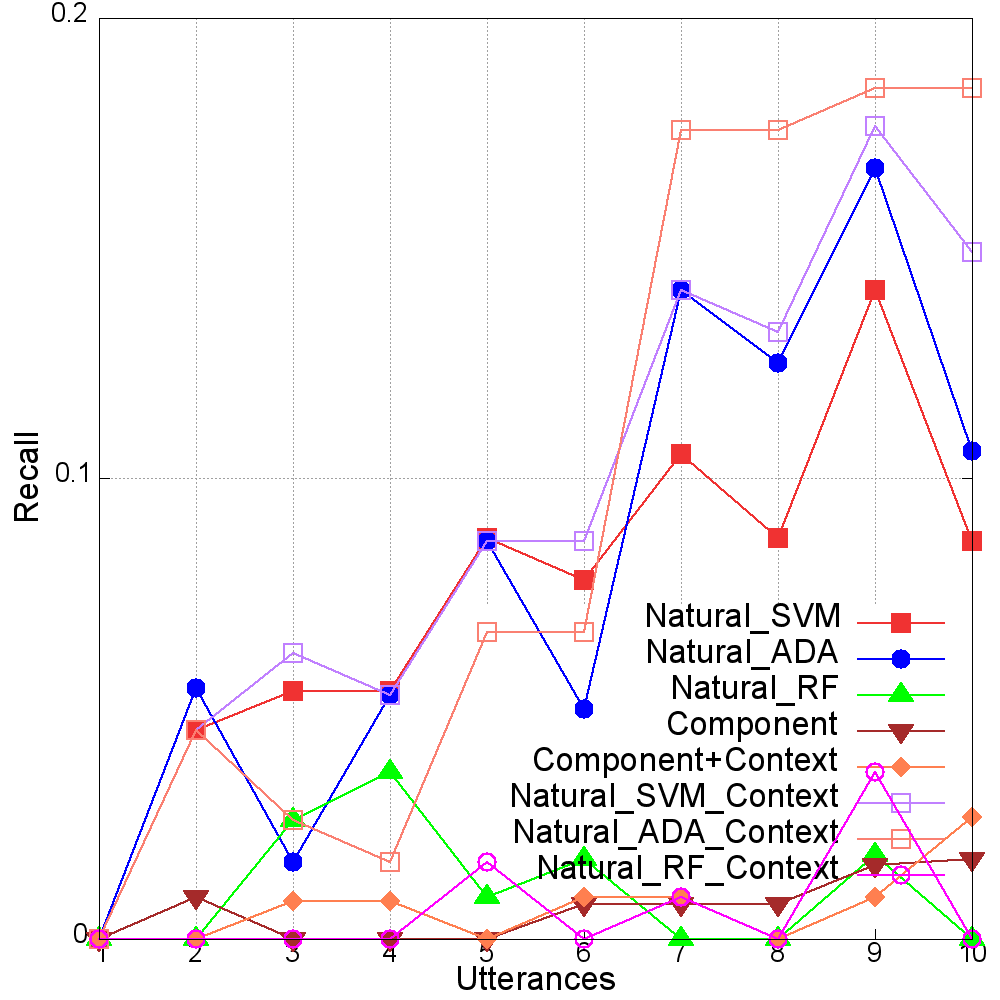 0.2
0.1
0
Recall
1 2 3 4 5 6 7 8 9 10
Utterances
Natural_SVM
Natural_ADA
Natural_RF
Component
Component+Context
Natural_SVM_Context
Natural_ADA_Context
Natural_RF_Context